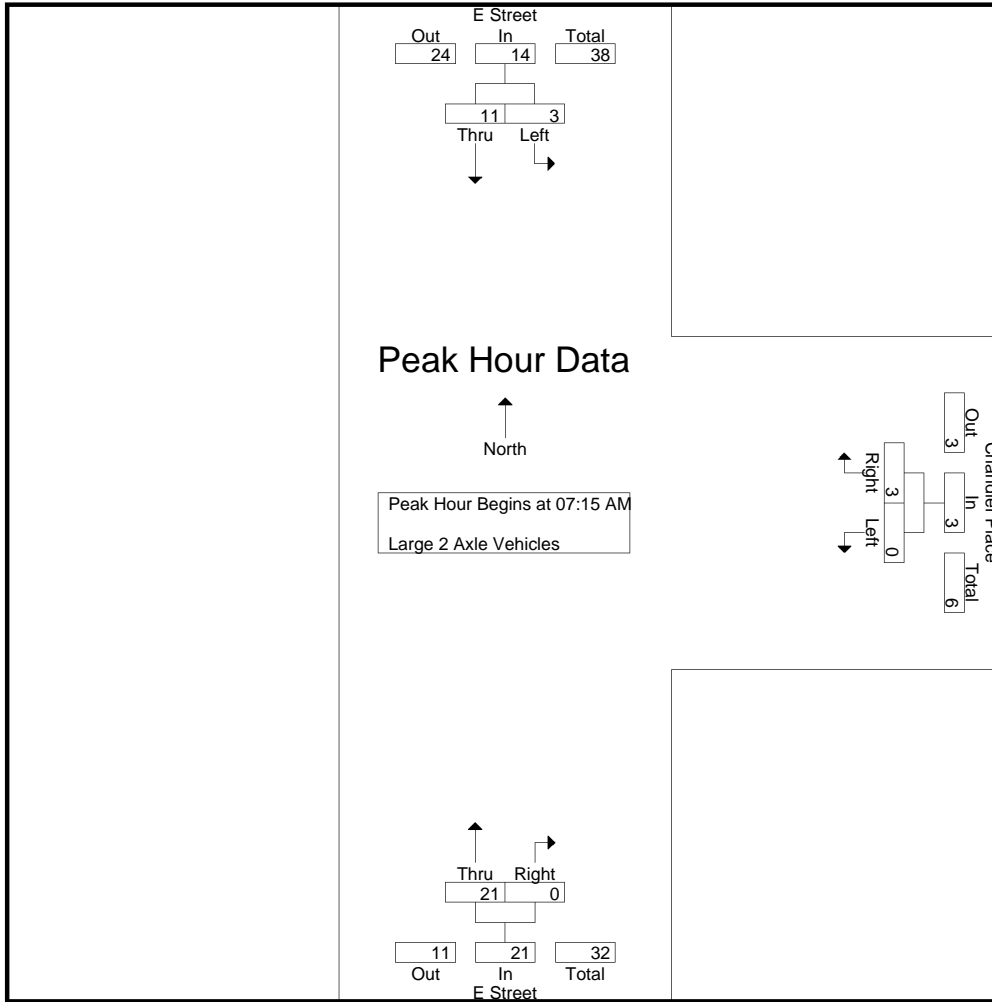 E Street
Out In Total
24 14 38
11 3
Thru Left
Peak Hour Data
North
Peak Hour Begins at 07:15 AM
Large 2 Axle Vehicles
Chandler Place
Out In Total
3 3 6
Right Left
3 0
Thru Right
21 0
11 21 32
Out In Total
E Street